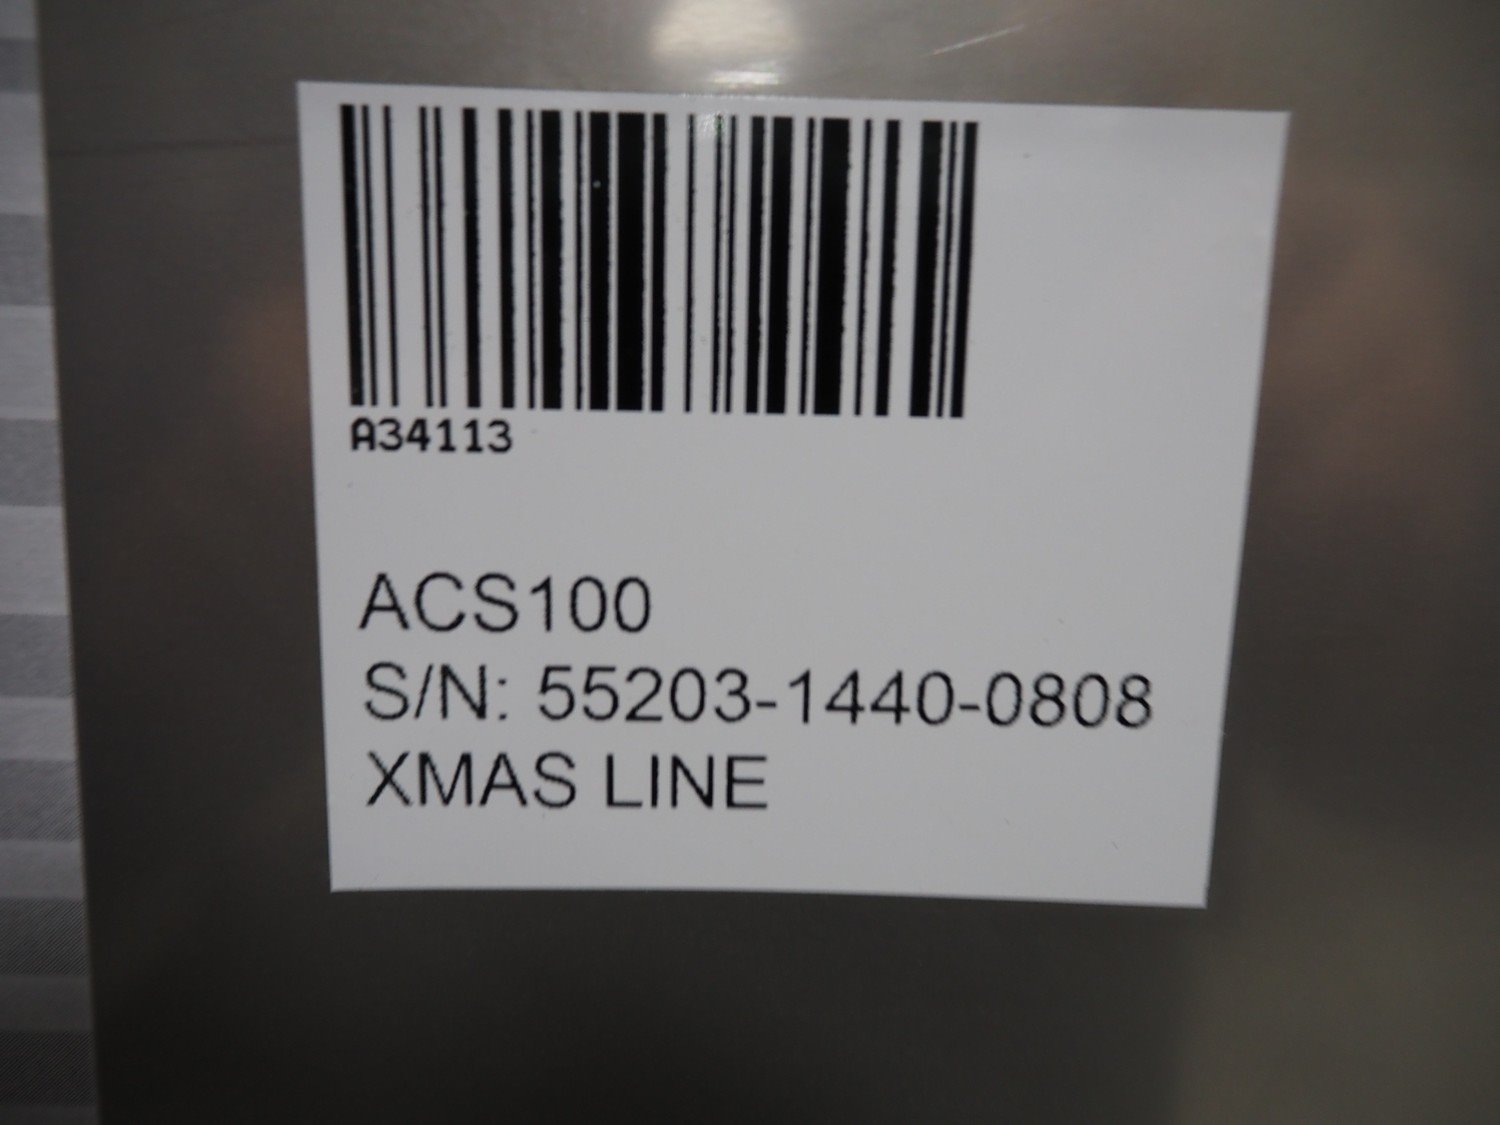 A34113
ACS100
S/N: 55203-1440-0808
XMAS LINE